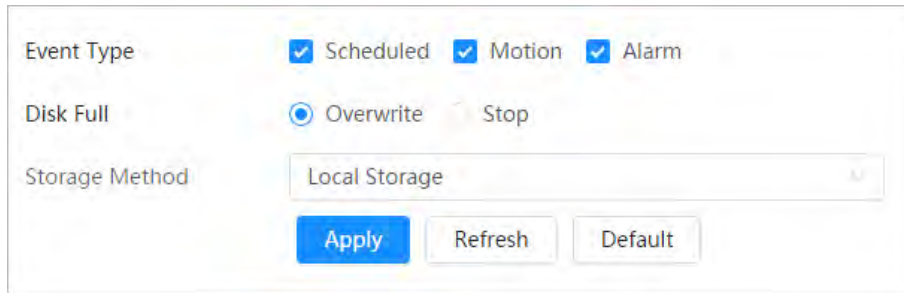 Event Type Scheduled Motion Alarm
Disk Full Overwrite Stop
Storage Method Local Storage
Apply Refresh Default